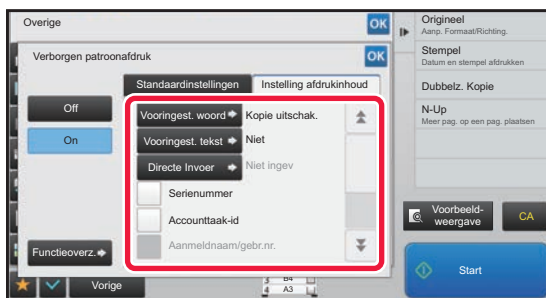 Overige
OK
Verborgen patroonafdruk
OK
Standaardinstellingen
Instelling afdrukinhoud
Off
On
Vooringest. woord
Kopie uitschak.
Vooringest. tekst
Niet
Directe Invoer
Niet ingev
Serienummer
Accounttaak-id
Aanmeldnaam/gebr.nr.
Functieoverz.
Vorige
3 B4
4 A3
Origineel
Aanp. Formaat/Richting.
Stempel
Datum en stempel afdrukken
Dubbelz. Kopie
N-Up
Meer pag. op een pag. plaatsen
Voorbeeld-
weergave
CA
Start